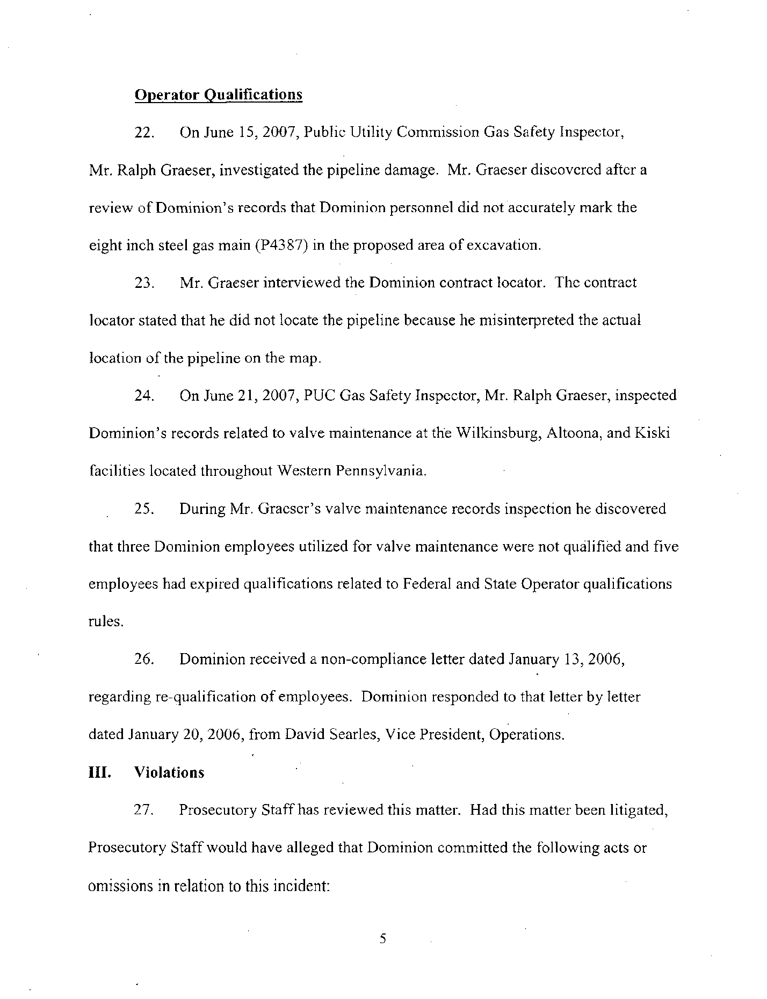 Operator Qualifications
22. On June 15, 2007, Public Utility Commission Gas Safety Inspector,
Mr. Ralph Graeser, investigated the pipeline damage. Mr. Graeser discovered after a
review of Dominion's records that Dominion personnel did not accurately mark the
eight inch steel gas main (P4387) in the proposed area of excavation.
23. Mr. Graeser interviewed the Dominion contract locator. The contract
locator stated that he did not locate the pipeline because he misinterpreted the actual
location of the pipeline on the map.
24. On June 21, 2007, PUC Gas Safety Inspector, Mr. Ralph Graeser, inspected
Dominion's records related to valve maintenance at the Wilkinsburg, Altoona, and Kiski
facilities located throughout Western Pennsylvania.
25. During Mr. Graeser's valve maintenance records inspection he discovered
that three Dominion employees utilized for valve maintenance were not qualified and five
employees had expired qualifications related to Federal and State Operator qualifications
rules.
26. Dominion received a non-compliance letter dated January 13, 2006,
regarding re-qualification of employees. Dominion responded to that letter by letter
dated January 20, 2006, from David Searles, Vice President, Operations.
III. Violations
27. Prosecutory Staff has reviewed this matter. Had this matter been litigated,
Prosecutory Staff would have alleged that Dominion committed the following acts or
omissions in relation to this incident:
5